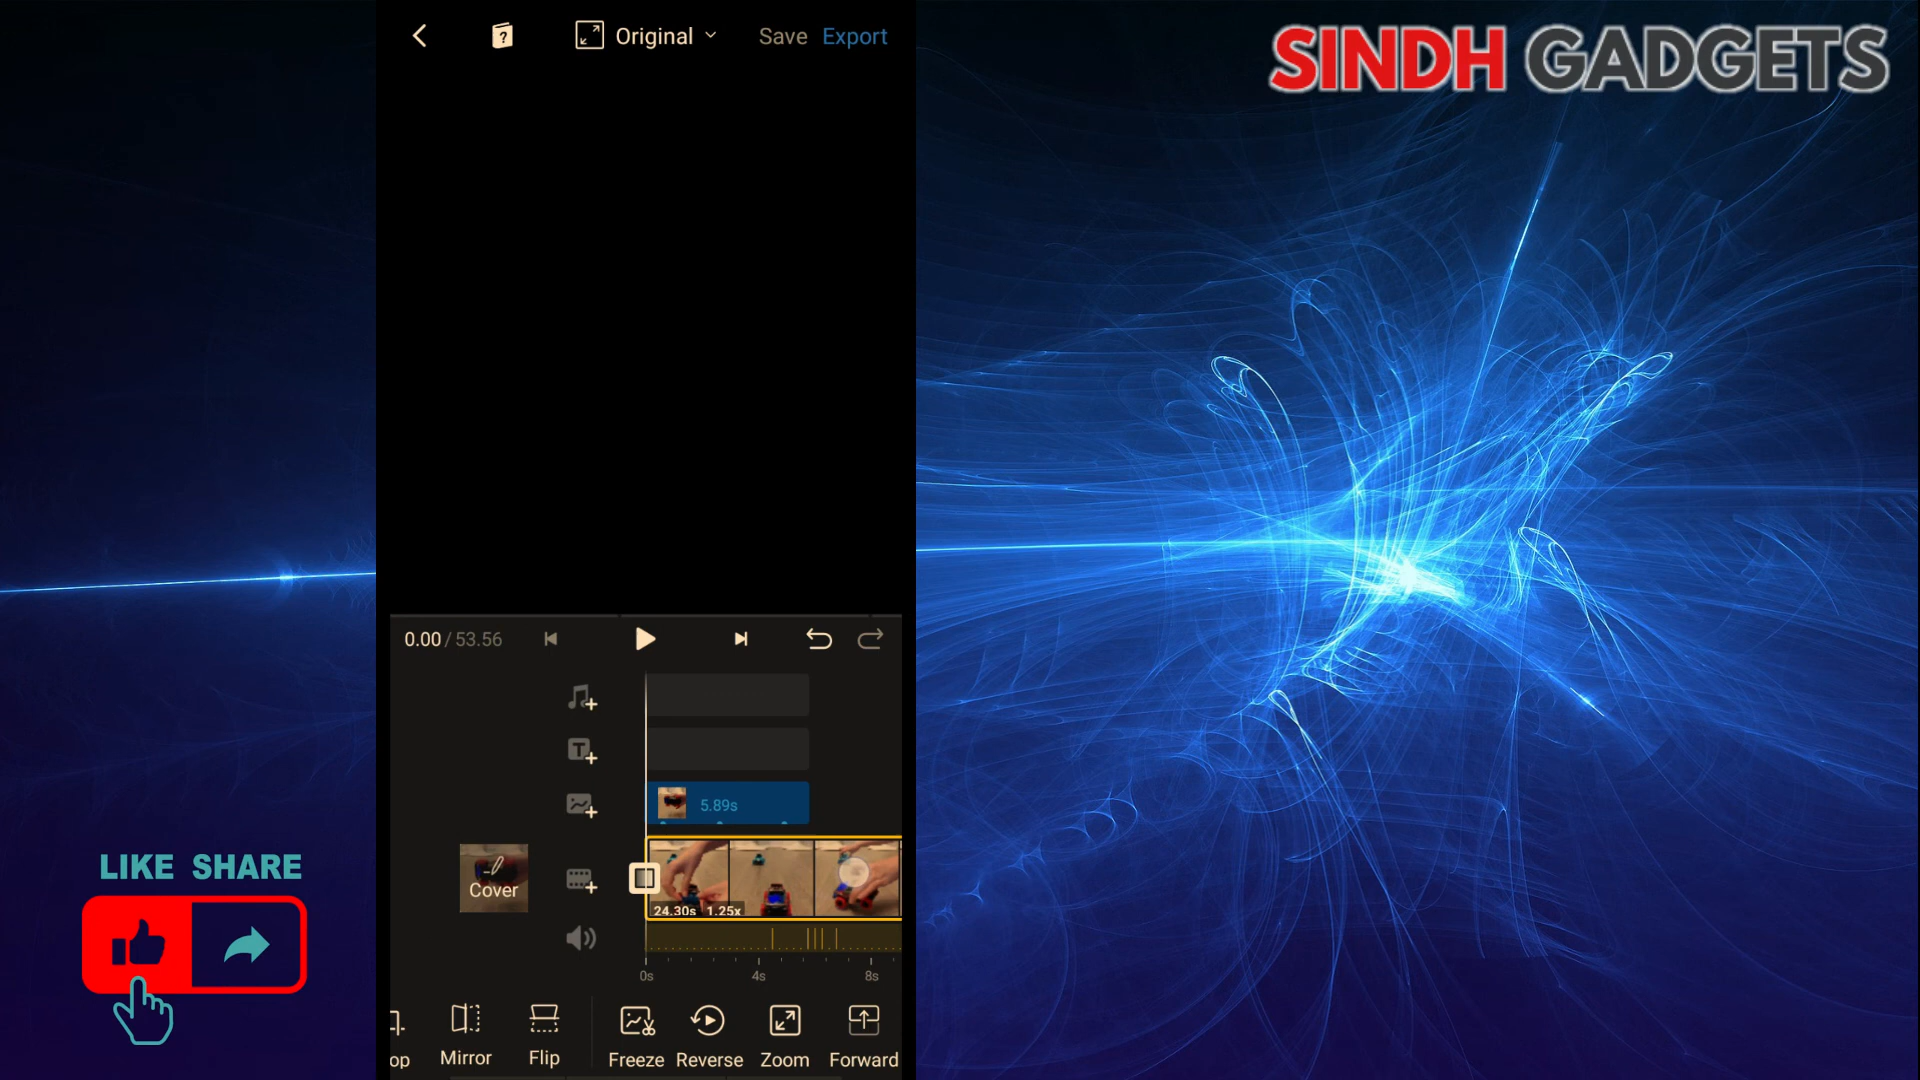 Original Save Export
SINDH GADGETS
0.00 / 53.56
T
5.89s
Cover
24.30s 1.25x
0s 4s 8s
LIKE SHARE
op Mirror Flip Freeze Reverse Zoom Forward